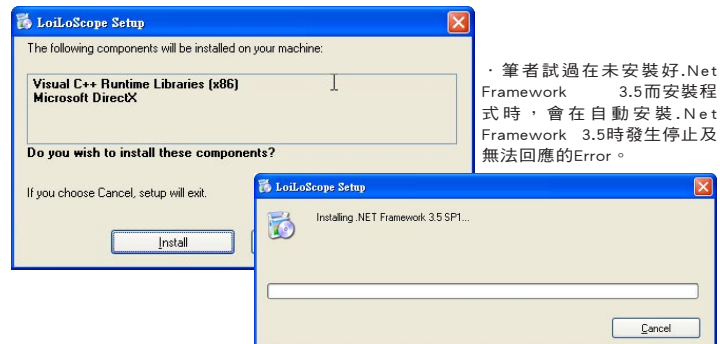 LoiLoScope Setup
The following components will be installed on your machine:
Visual C++ Runtime Libraries (x86)
Microsoft DirectX
Do you wish to install these components?
If you choose Cancel, setup will exit.
Install
LoiLoScope Setup
Installing .NET Framework 3.5 SP1...
Cancel
．筆者試過在未安裝好.Net
Framework 3.5而安裝程
式時，會在自動安裝.Net
Framework 3.5時發生停止及
無法回應的Error。